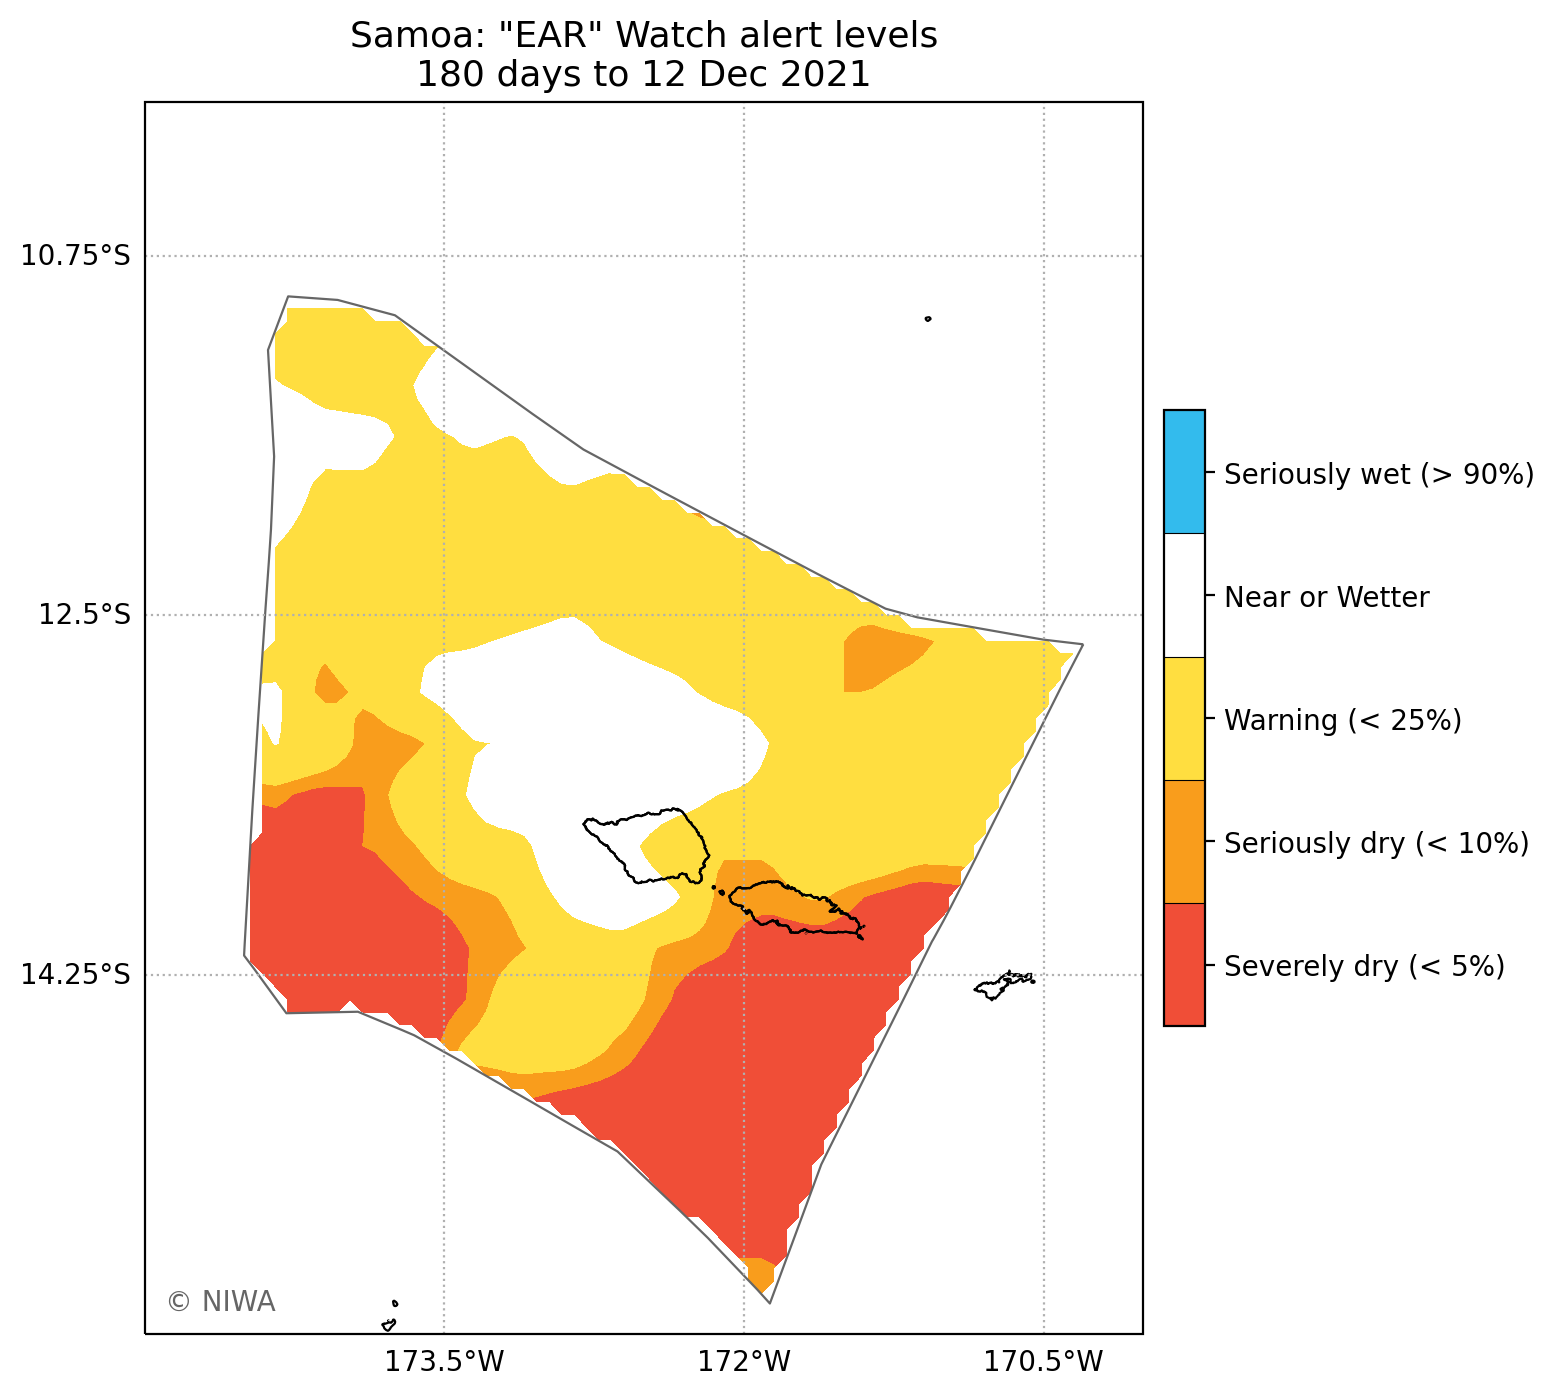 Samoa: "EAR" Watch alert levels
180 days to 12 Dec 2021
10.75°S
12.5°S
14.25°S
173.5°W
172°W
170.5°W
Seriously wet (> 90%)
Near or Wetter
Warning (< 25%)
Seriously dry (< 10%)
Severely dry (< 5%)
© NIWA